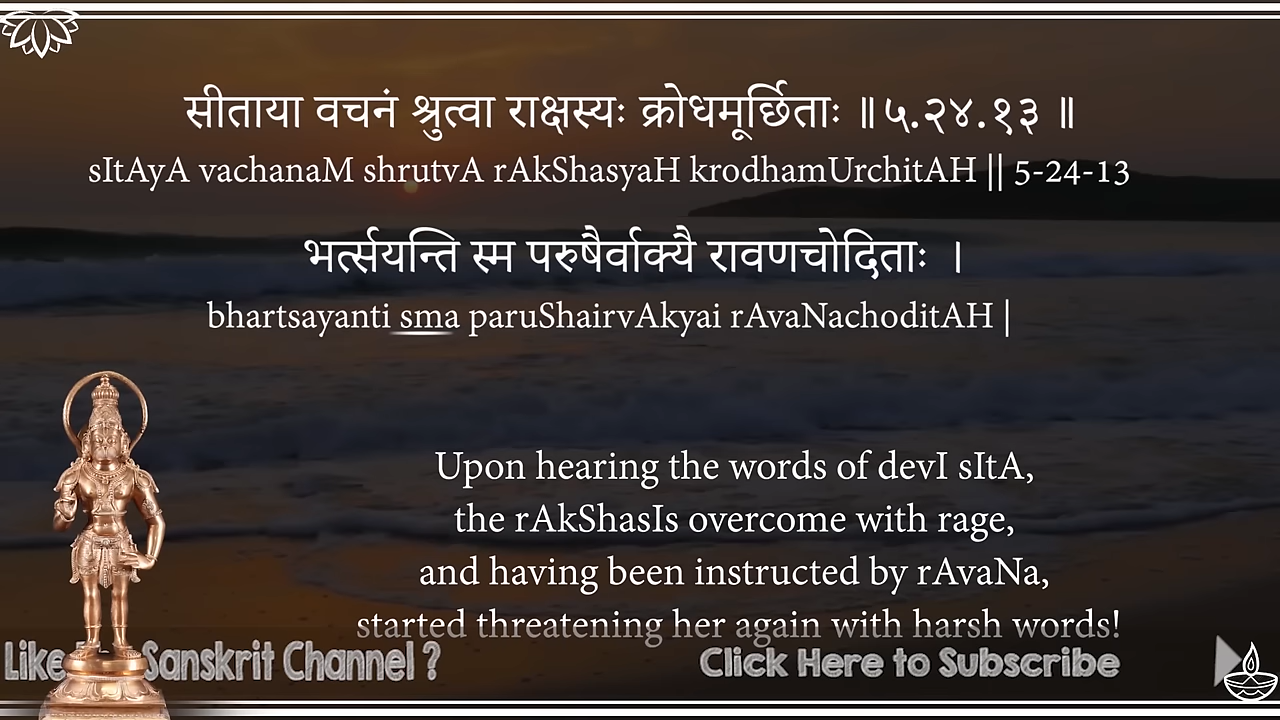 सीताया वचनं श्रुत्वा राक्षस्यः क्रोधमूर्छिताः ॥५.२४.१३ ॥
sItAyA vachanaM shrutvA rAkShasyaH krodhamUrchitAH || 5-24-13
भर्त्सयन्ति स्म परुषैर्वाक्यै रावणचोदिताः ।
bhartsayanti sma paruShairvAkyai rAvaNachoditAH |
Upon hearing the words of devI sItA,
the rAkShasIs overcome with rage,
and having been instructed by rAvaNa,
started threatening her again with harsh words!
Like Sanskrit Channel ? Click Here to Subscribe